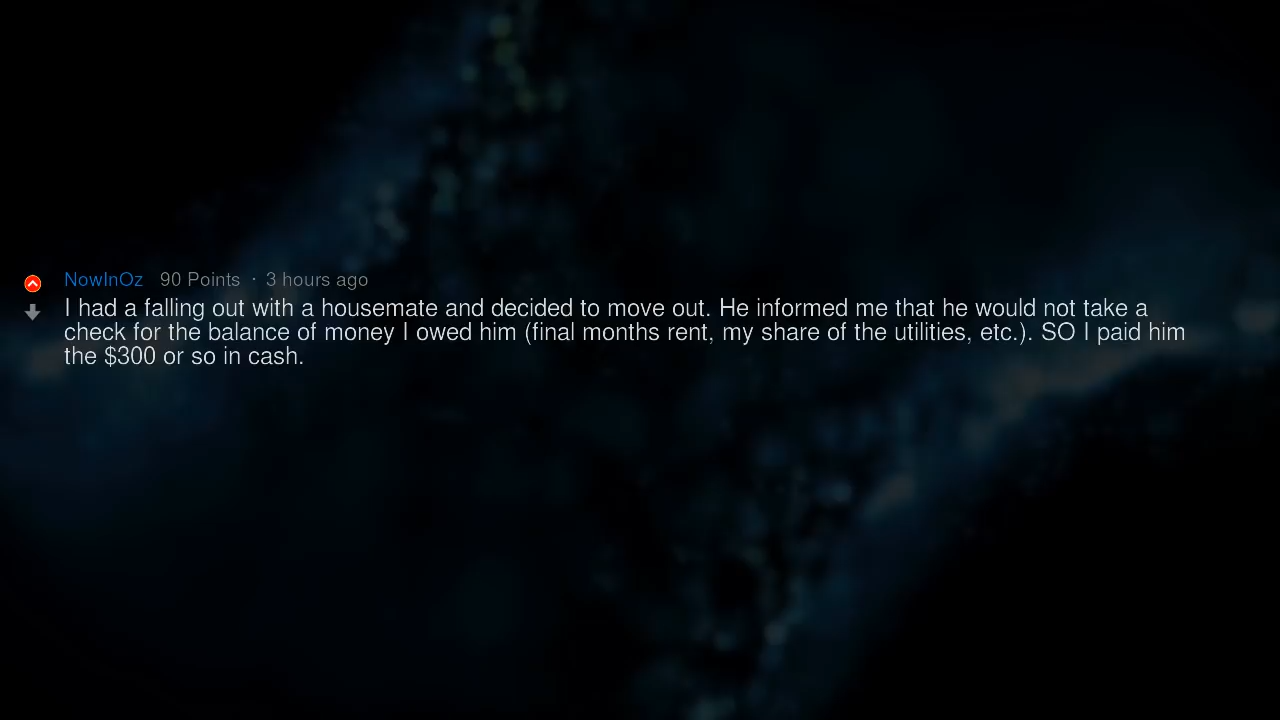 NowInOz 90 Points · 3 hours ago
I had a falling out with a housemate and decided to move out. He informed me that he would not take a
check for the balance of money I owed him (final months rent, my share of the utilities, etc.). SO I paid him
the $300 or so in cash.